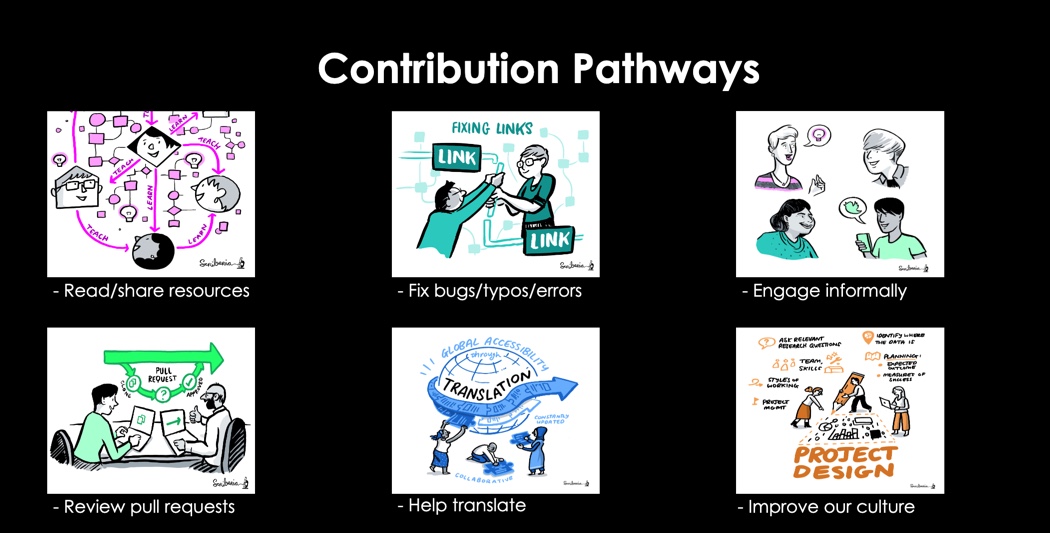 Contribution Pathways
LEARN
TEACH
TEACH
LEARN
TEACH
LEARN
Scriberia
- Read/share resources
FIXING LINKS
LINK
LINK
Scriberia
- Fix bugs/typos/errors
Scriberia
- Engage informally
PULL
REQUEST
?
Scriberia
- Review pull requests
GLOBAL ACCESSIBILITY
through
TRANSLATION
CONSTANTLY
UPDATED
COLLABORATIVE
Scriberia
- Help translate
ASK RELEVANT
RESEARCH QUESTIONS
TEAM,
SKILLS
STYLES OF
WORKING
PROJECT
MGMT
IDENTIFY WHERE
THE DATA IS
PLANNING:
EXPECTED
OUTCOME
MEASURES OF
SUCCESS
PROJECT
DESIGN
Scriberia
- Improve our culture